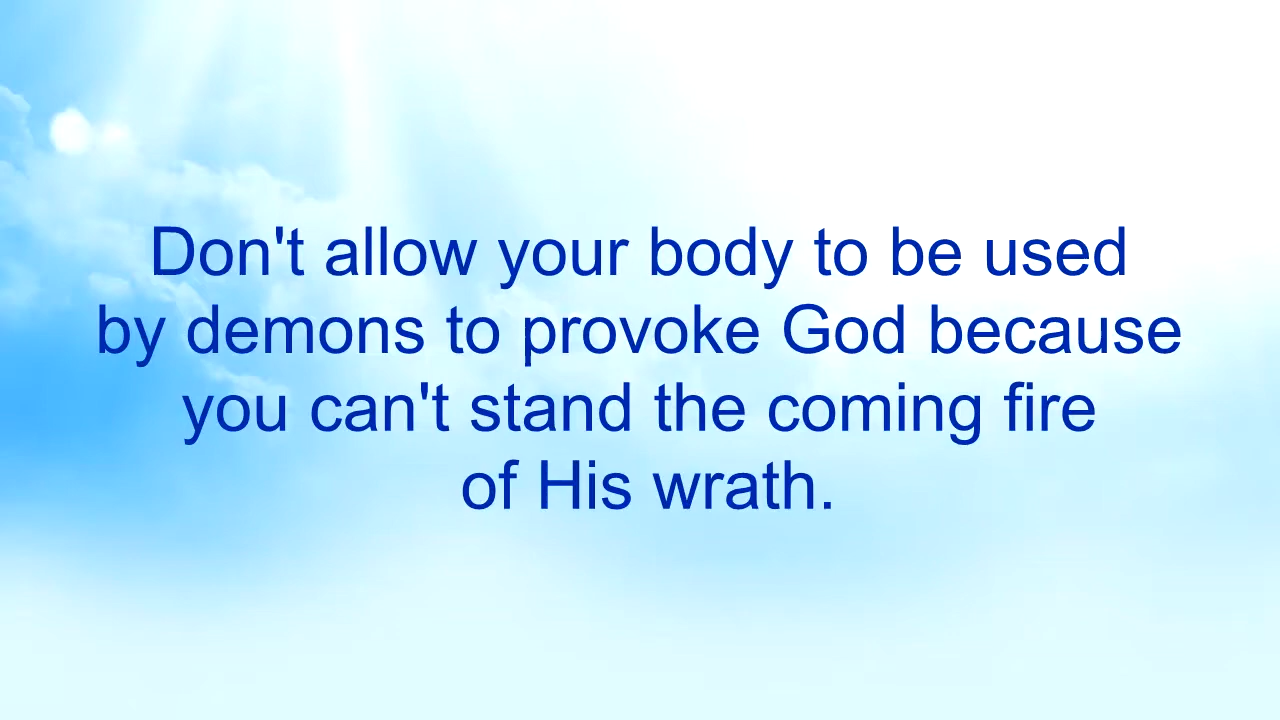 Don't allow your body to be used
by demons to provoke God because
you can't stand the coming fire
of His wrath.